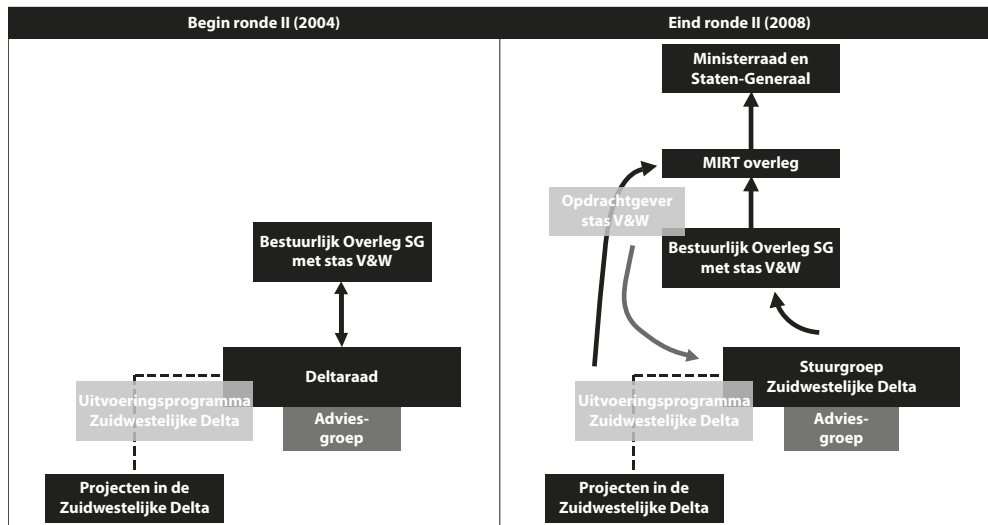 Begin ronde II (2004)
Bestuurlijk Overleg SG
met stas V&W
Deltaraad
Uitvoeringsprogramma
Zuidwestelijke Delta
Advies-
groep
Projecten in de
Zuidwestelijke Delta
Eind ronde II (2008)
Ministerraad en
Staten-Generaal
MIRT overleg
Opdrachtgever
stas V&W
Bestuurlijk Overleg SG
met stas V&W
Stuurgroep
Zuidwestelijke Delta
Uitvoeringsprogramma
Zuidwestelijke Delta
Advies-
groep
Projecten in de
Zuidwestelijke Delta